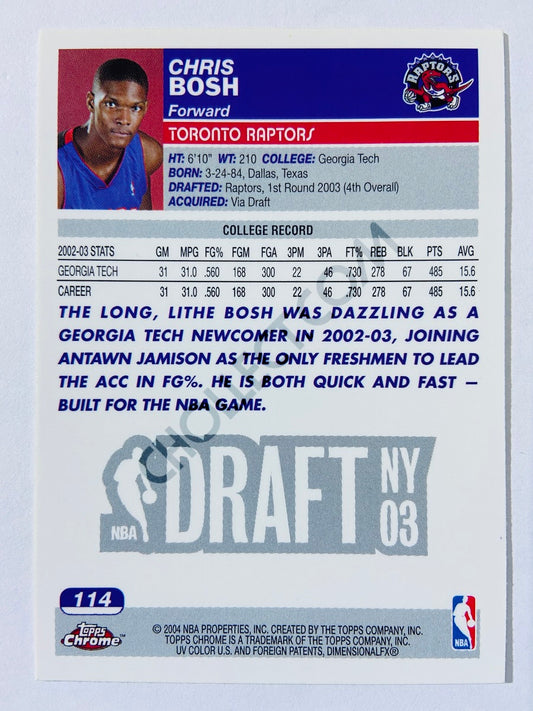 CHRIS
BOSH
Forward
RAPTORS
TORONTO RAPTORS
HT: 6'10" WT: 210 COLLEGE: Georgia Tech
BORN: 3-24-84, Dallas, Texas
DRAFTED: Raptors, 1st Round 2003 (4th Overall)
ACQUIRED: Via Draft
COLLEGE RECORD
2002-03 STATS GM MPG FG% FGM FGA 3PM 3PA FT% REB BLK PTS AVG
GEORGIA TECH 31 31.0 .560 168 300 22 46 .730 278 67 485 15.6
CAREER 31 31.0 .560 168 300 22 46 .730 278 67 485 15.6
THE LONG, LITHE BOSH WAS DAZZLING AS A
GEORGIA TECH NEWCOMER IN 2002-03, JOINING
ANTAWN JAMISON AS THE ONLY FRESHMEN TO LEAD
THE ACC IN FG%. HE IS BOTH QUICK AND FAST –
BUILT FOR THE NBA GAME.
CHOLLECT.COM
NBA DRAFT NY 03
114
Topps Chrome™
© 2004 NBA PROPERTIES, INC. CREATED BY THE TOPPS COMPANY, INC.
TOPPS CHROME IS A TRADEMARK OF THE TOPPS COMPANY, INC.
UV COLOR U.S. AND FOREIGN PATENTS, DIMENSIONALFX®
NBA